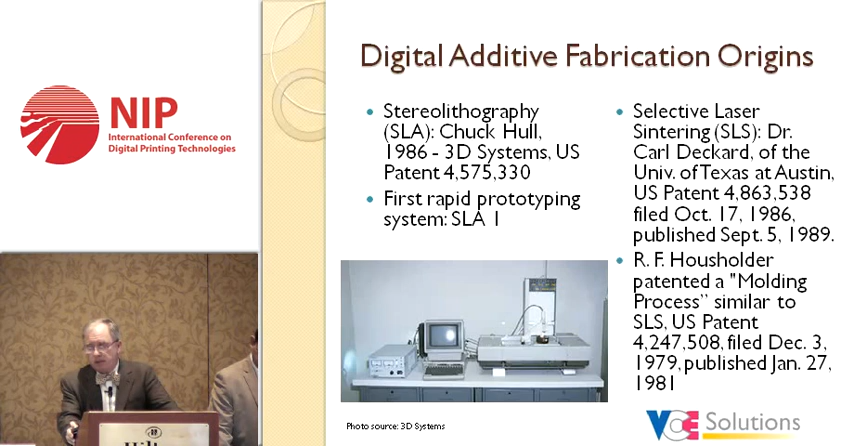 NIP
International Conference on
Digital Printing Technologies
Digital Additive Fabrication Origins
• Stereolithography
(SLA): Chuck Hull,
1986 - 3D Systems, US
Patent 4,575,330
• First rapid prototyping
system: SLA 1
• Selective Laser
Sintering (SLS): Dr.
Carl Deckard, of the
Univ. of Texas at Austin,
US Patent 4,863,538
filed Oct. 17, 1986,
published Sept. 5, 1989.
• R. F. Housholder
patented a "Molding
Process” similar to
SLS, US Patent
4,247,508, filed Dec. 3,
1979, published Jan. 27,
1981
Photo source: 3D Systems
VCE Solutions